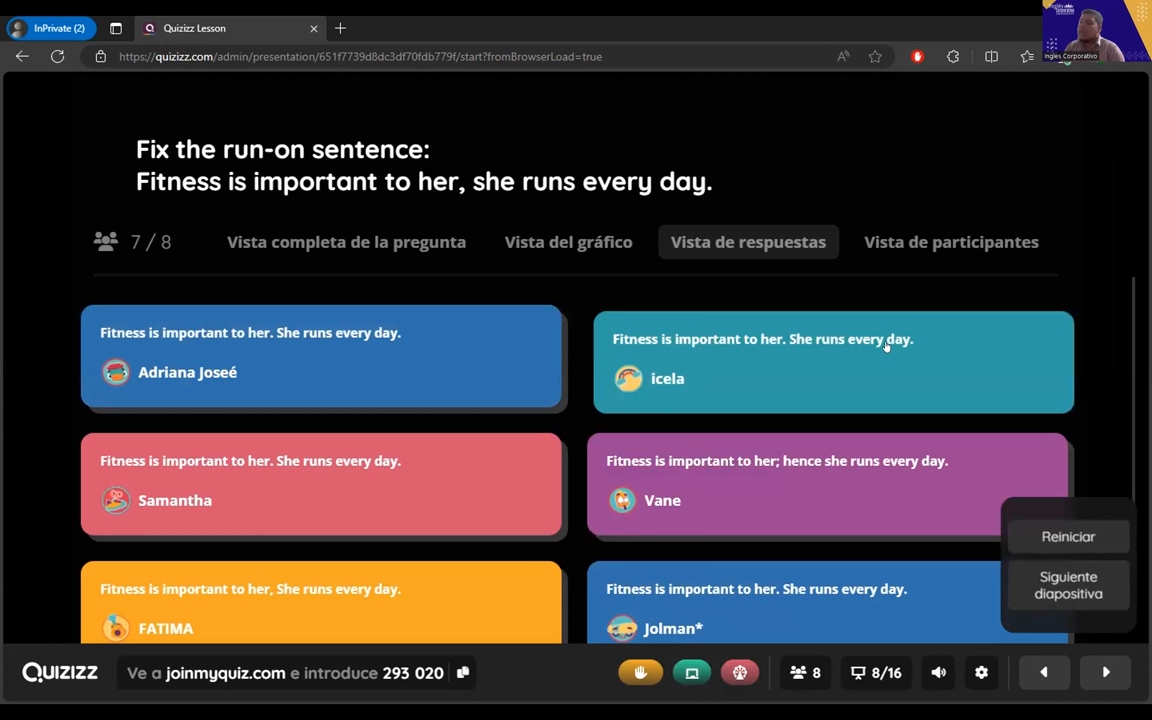 InPrivate (2)
Quizizz Lesson
https://quizizz.com/admin/presentation/651f7739d8dc3df70fdb779f/start?fromBrowserLoad=true
Ingles Corporativo
Fix the run-on sentence:
Fitness is important to her, she runs every day.
7 / 8
Vista completa de la pregunta
Vista del gráfico
Vista de respuestas
Vista de participantes
Fitness is important to her. She runs every day.
Adriana Joseé
Fitness is important to her. She runs every day.
icela
Fitness is important to her. She runs every day.
Samantha
Fitness is important to her; hence she runs every day.
Vane
Fitness is important to her, She runs every day.
FATIMA
Fitness is important to her. She runs every day.
Jolman*
Reiniciar
Siguiente
diapositiva
Quizizz
Ve a joinmyquiz.com e introduce 293 020
8
8/16